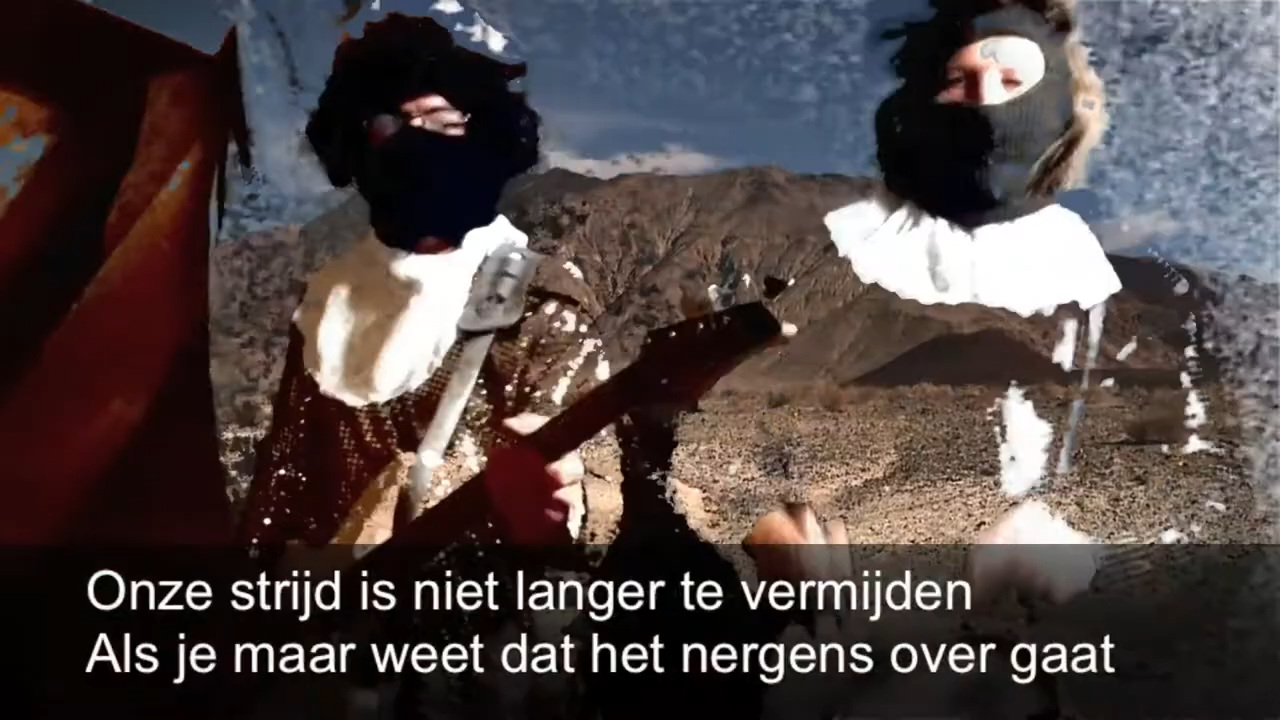 Onze strijd is niet langer te vermijden
Als je maar weet dat het nergens over gaat